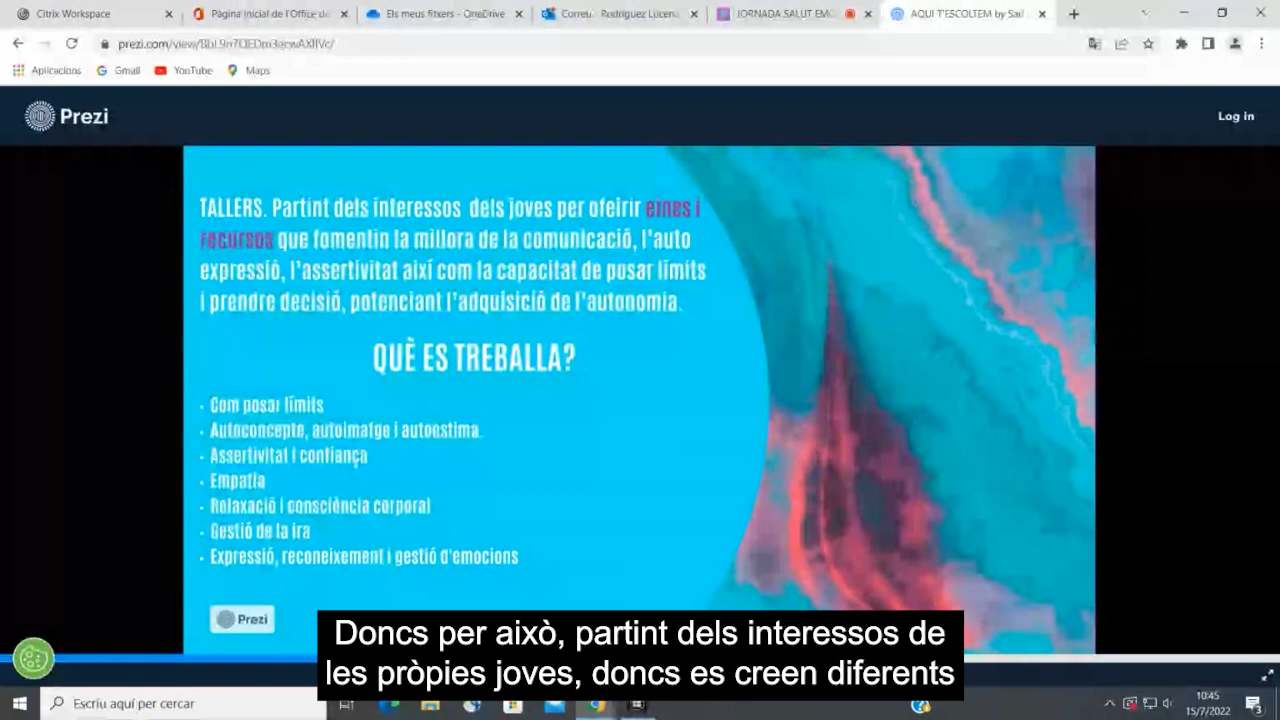 Citrix Workspace
Pàgina inicial de l'Office de
Els meus fitxers - OneDrive
Correu - Rodríguez Lucena
JORNADA SALUT EMO
AQUI T'ESCOLTEM by Sail
Aplicacions
Gmail
YouTube
Maps
Prezi
Log in
TALLERS. Partint dels interessos dels joves per ofeirir eines i
recursos que fomentin la millora de la comunicació, l'auto
expressió, l'assertivitat així com la capacitat de posar límits
i prendre decisió, potenciant l'adquisició de l'autonomia.
QUÈ ES TREBALLA?
· Com posar límits
· Autoconcepte, autoimatge i autoestima.
· Assertivitat i confiança
· Empatia
· Relaxació i consciència corporal
· Gestió de la ira
· Expressió, reconeixement i gestió d'emocions
Prezi
Doncs per això, partint dels interessos de
les pròpies joves, doncs es creen diferents
Escriu aquí per cercar
10:45
15/7/2022